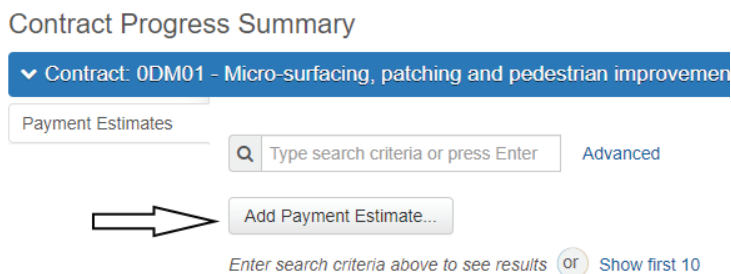 Contract Progress Summary
Contract: 0DM01 - Micro-surfacing, patching and pedestrian improvemen
Payment Estimates
Type search criteria or press Enter Advanced
Add Payment Estimate...
Enter search criteria above to see results or Show first 10